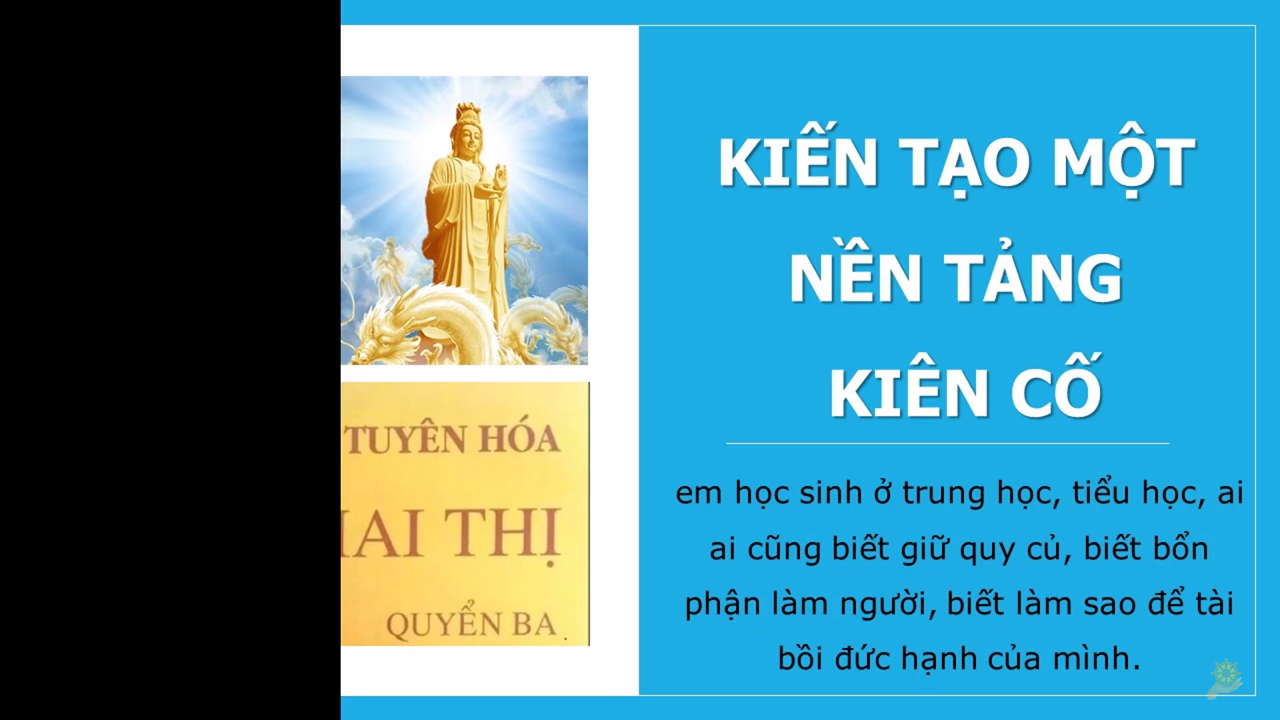 TUYÊN HÓA
THỊ
QUYỂN BA
KIẾN TẠO MỘT
NỀN TẢNG
KIÊN CỐ
em học sinh ở trung học, tiểu học, ai
ai cũng biết giữ quy củ, biết bổn
phận làm người, biết làm sao để tài
bồi đức hạnh của mình.